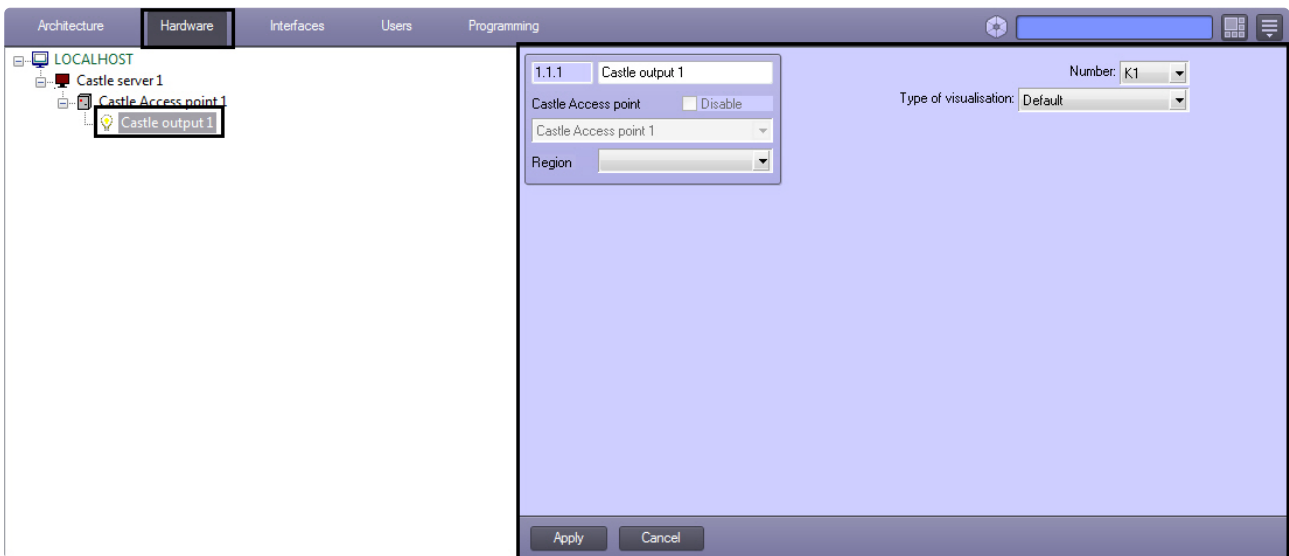 Architecture Hardware Interfaces Users Programming
LOCALHOST
Castle server 1
Castle Access point 1
Castle output 1
1.1.1 Castle output 1
Castle Access point Disable
Castle Access point 1
Region
Number: K1
Type of visualisation: Default
Apply Cancel